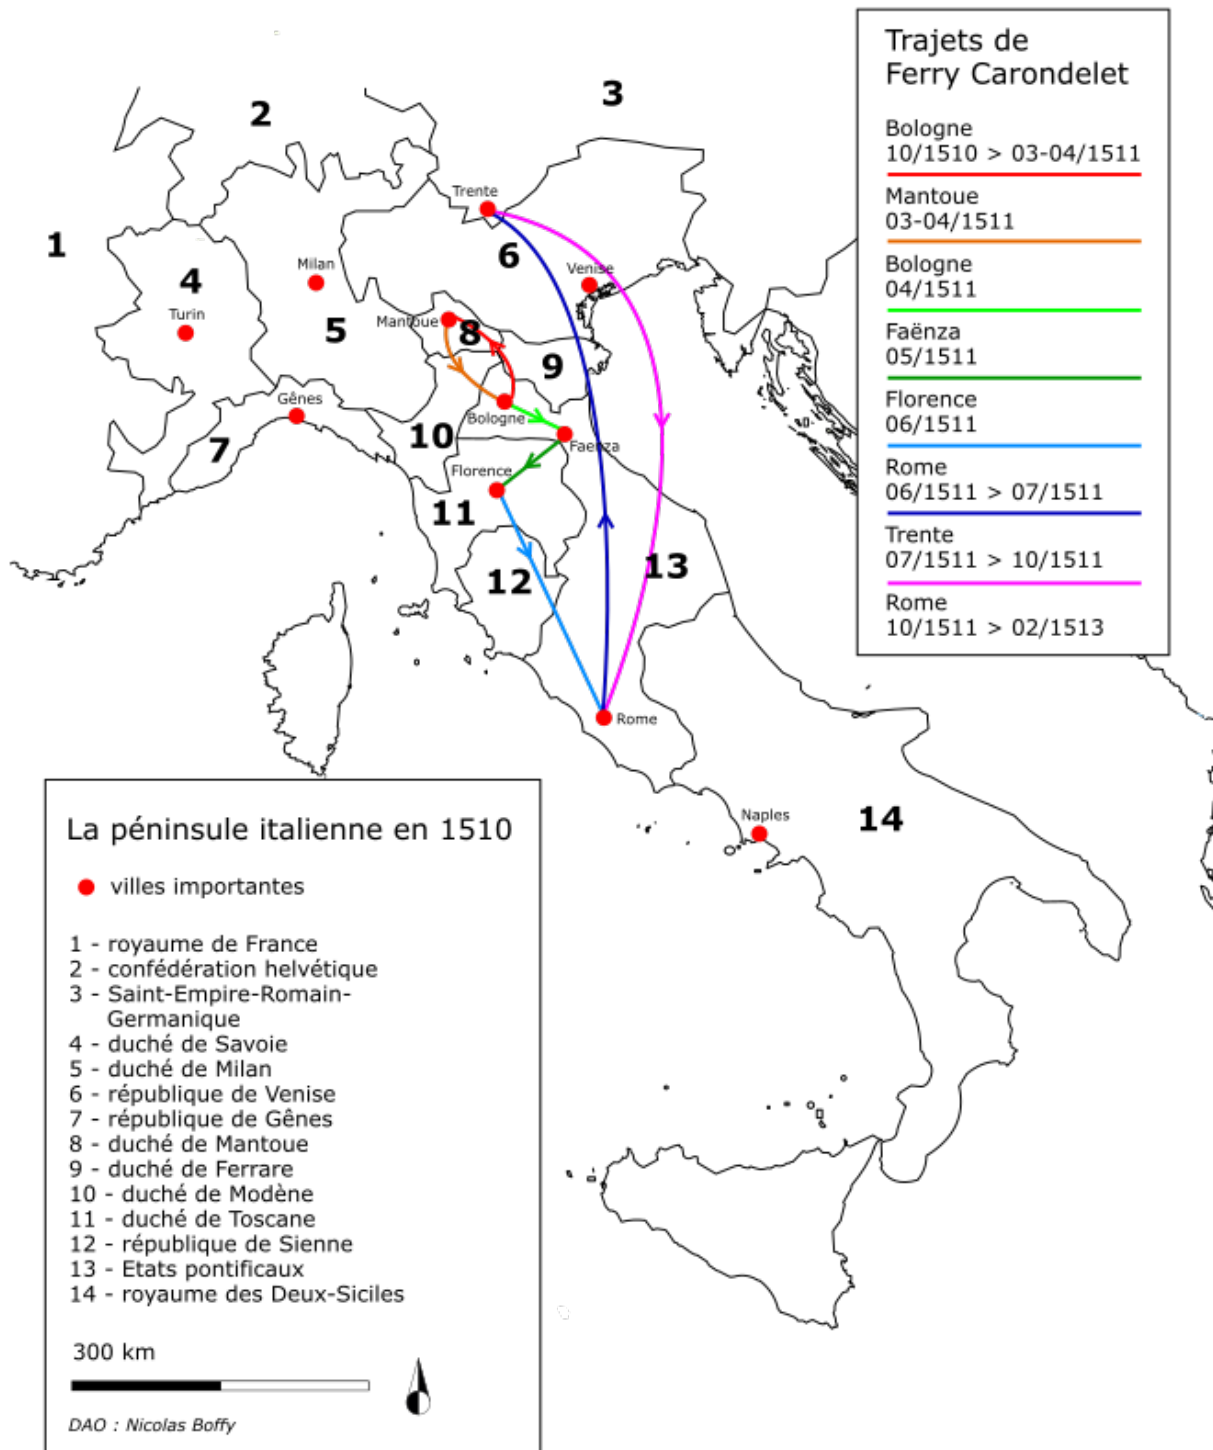 Trajets de
Ferry Carondelet
Bologne
10/1510 > 03-04/1511
Mantoue
03-04/1511
Bologne
04/1511
Faënza
05/1511
Florence
06/1511
Rome
06/1511 > 07/1511
Trente
07/1511 > 10/1511
Rome
10/1511 > 02/1513
1
2
3
4
5
6
7
8
9
10
11
12
13
14
Trente
Venise
Milan
Turin
Mantoue
Gênes
Bologne
Faenza
Florence
Rome
Naples
La péninsule italienne en 1510
villes importantes
1 - royaume de France
2 - confédération helvétique
3 - Saint-Empire-Romain-
Germanique
4 - duché de Savoie
5 - duché de Milan
6 - république de Venise
7 - république de Gênes
8 - duché de Mantoue
9 - duché de Ferrare
10 - duché de Modène
11 - duché de Toscane
12 - république de Sienne
13 - Etats pontificaux
14 - royaume des Deux-Siciles
300 km
DAO : Nicolas Boffy